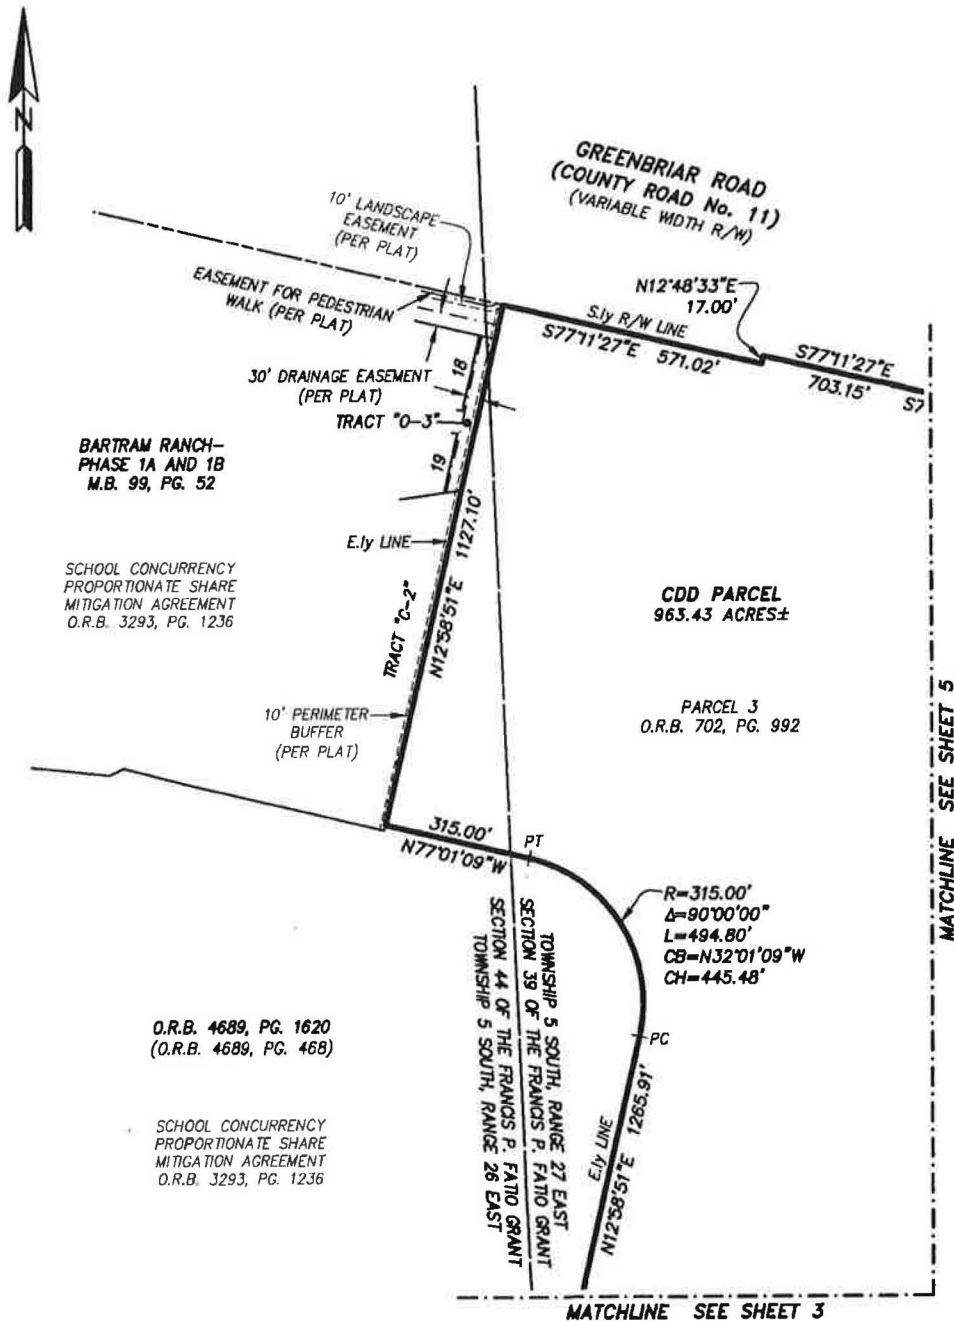 N
GREENBRIAR ROAD
(COUNTY ROAD No. 11)
(VARIABLE WIDTH R/W)
10' LANDSCAPE
EASEMENT
(PER PLAT)
EASEMENT FOR PEDESTRIAN
WALK (PER PLAT)
N12°48'33"E
17.00'
S.ly R/W LINE
S77°11'27"E 571.02'
S77°11'27"E
703.15'
S7
30' DRAINAGE EASEMENT
(PER PLAT)
18
TRACT "O-3"
19
BARTRAM RANCH-
PHASE 1A AND 1B
M.B. 99, PG. 52
E.ly LINE
N12°58'51"E 1127.10'
TRACT "C-2"
SCHOOL CONCURRENCY
PROPORTIONATE SHARE
MITIGATION AGREEMENT
O.R.B. 3293, PG. 1236
CDD PARCEL
963.43 ACRES±
PARCEL 3
O.R.B. 702, PG. 992
10' PERIMETER
BUFFER
(PER PLAT)
MATCHLINE SEE SHEET 5
315.00'
N77°01'09"W
PT
R=315.00'
Δ=90°00'00"
L=494.80'
CB=N32°01'09"W
CH=445.48'
PC
TOWNSHIP 5 SOUTH, RANGE 27 EAST
SECTION 39 OF THE FRANCIS P. FATIO GRANT
SECTION 44 OF THE FRANCIS P. FATIO GRANT
TOWNSHIP 5 SOUTH, RANGE 26 EAST
O.R.B. 4689, PG. 1620
(O.R.B. 4689, PG. 468)
SCHOOL CONCURRENCY
PROPORTIONATE SHARE
MITIGATION AGREEMENT
O.R.B. 3293, PG. 1236
E.ly LINE
N12°58'51"E 1265.91'
MATCHLINE SEE SHEET 3